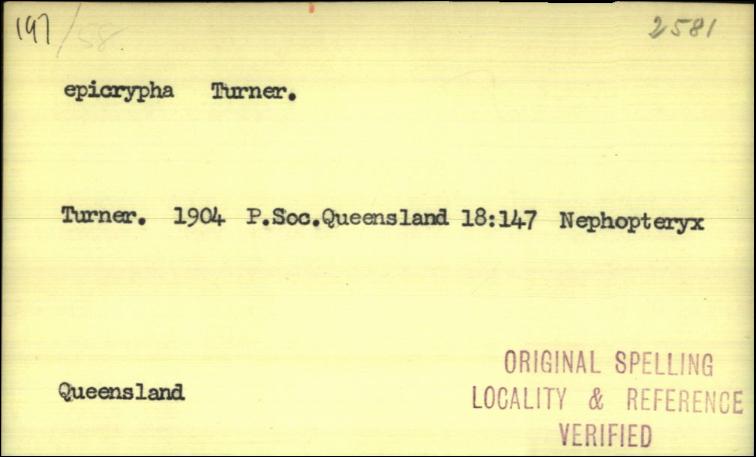 197/58 2581
epicrypha Turner.
Turner. 1904 P.Soc.Queensland 18:147 Nephopteryx
ORIGINAL SPELLING
Queensland LOCALITY & REFERENCE
VERIFIED